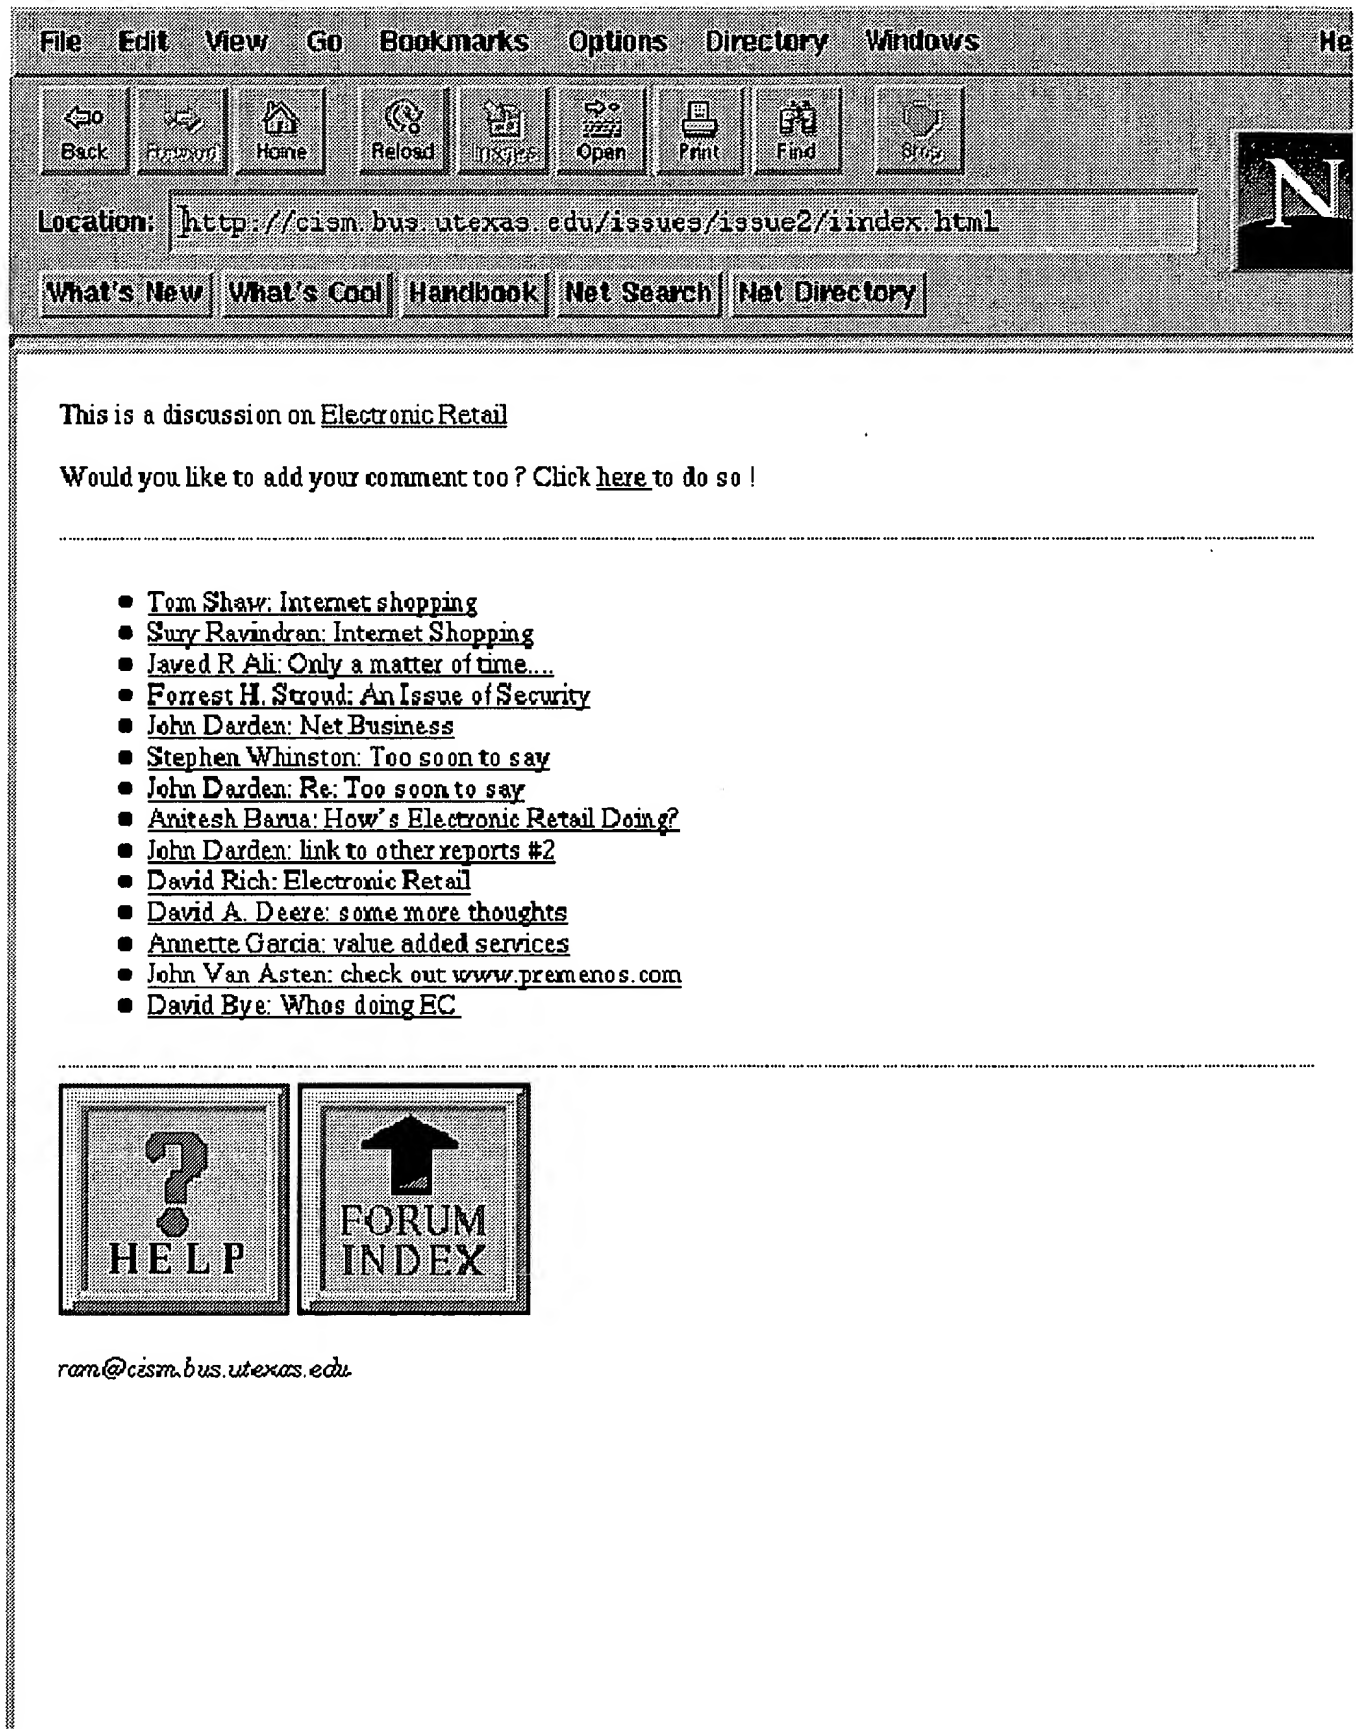 File Edit View Go Bookmarks Options Directory Windows He
Back Forward Home Reload Images Open Print Find Stop
N
Location: http://cism.bus.utexas.edu/issues/issue2/iindex.html
What's New What's Cool Handbook Net Search Net Directory
This is a discussion on Electronic Retail
Would you like to add your comment too? Click here to do so!
Tom Shaw: Internet shopping
Sury Ravindran: Internet Shopping
Javed R Ali: Only a matter of time....
Forrest H. Stroud: An Issue of Security
John Darden: Net Business
Stephen Whinston: Too soon to say
John Darden: Re: Too soon to say
Anitesh Barua: How's Electronic Retail Doing?
John Darden: link to other reports #2
David Rich: Electronic Retail
David A. Deere: some more thoughts
Annette Garcia: value added services
John Van Asten: check out www.premenos.com
David Bye: Whos doing EC
HELP
FORUM
INDEX
ram@cism.bus.utexas.edu